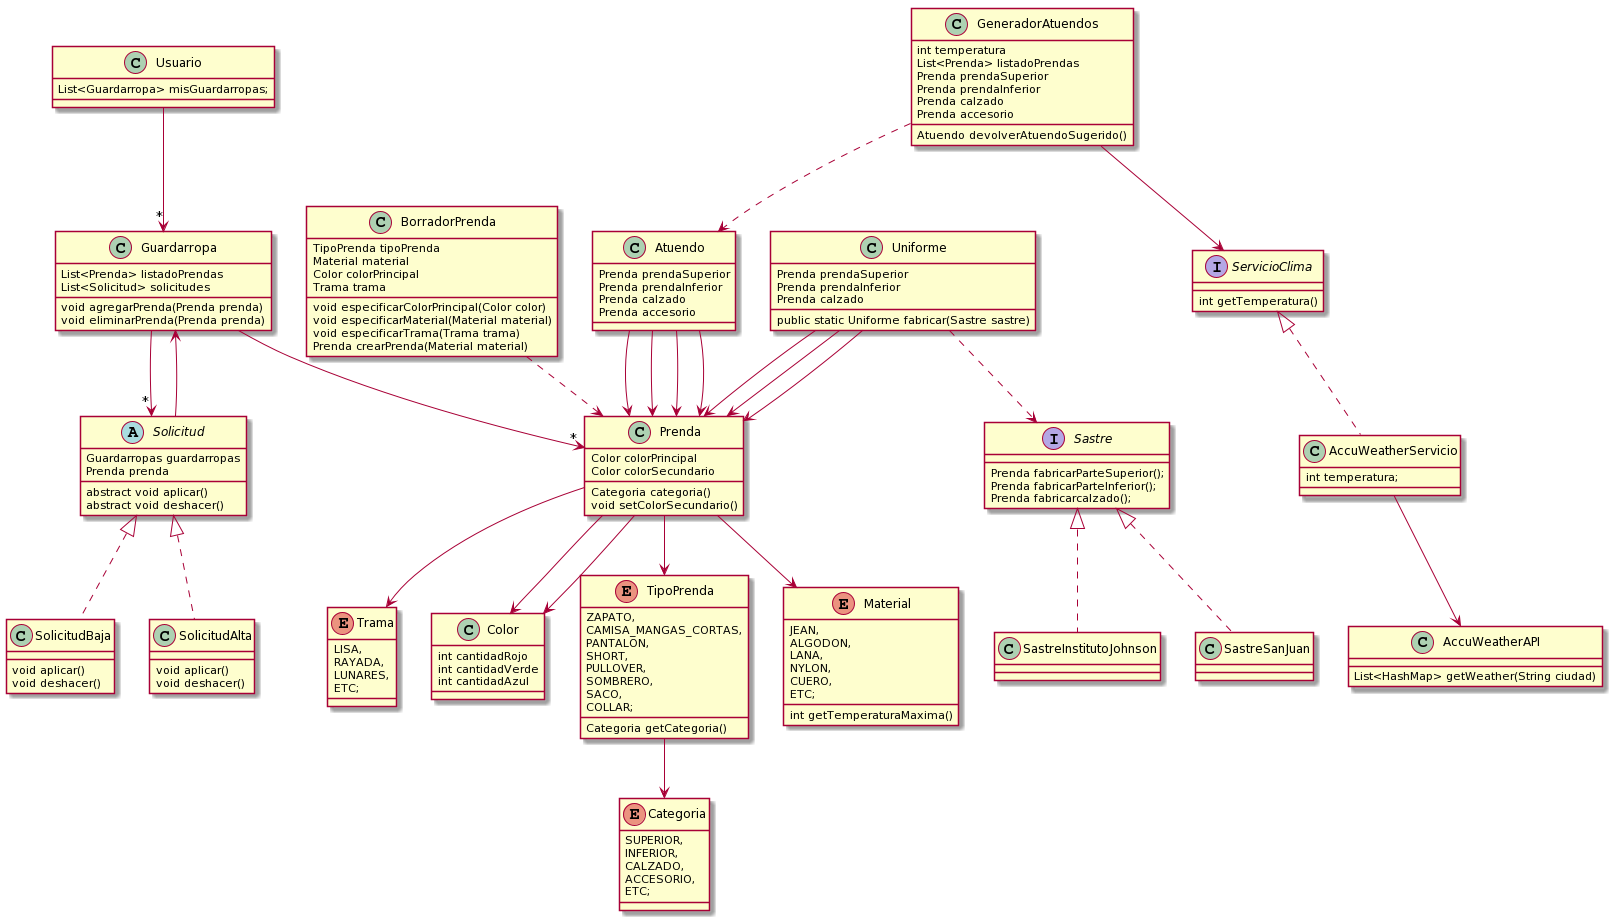 C GeneradorAtuendos
int temperatura
List<Prenda> listadoPrendas
Prenda prendaSuperior
Prenda prendaInferior
Prenda calzado
Prenda accesorio
Atuendo devolverAtuendoSugerido()
C Usuario
List<Guardarropa> misGuardarropas;
*
C Guardarropa
List<Prenda> listadoPrendas
List<Solicitud> solicitudes
void agregarPrenda(Prenda prenda)
void eliminarPrenda(Prenda prenda)
C BorradorPrenda
TipoPrenda tipoPrenda
Material material
Color colorPrincipal
Trama trama
void especificarColorPrincipal(Color color)
void especificarMaterial(Material material)
void especificarTrama(Trama trama)
Prenda crearPrenda(Material material)
C Atuendo
Prenda prendaSuperior
Prenda prendaInferior
Prenda calzado
Prenda accesorio
C Uniforme
Prenda prendaSuperior
Prenda prendaInferior
Prenda calzado
public static Uniforme fabricar(Sastre sastre)
I ServicioClima
int getTemperatura()
*
*
A Solicitud
Guardarropas guardarropas
Prenda prenda
abstract void aplicar()
abstract void deshacer()
C Prenda
Color colorPrincipal
Color colorSecundario
Categoria categoria()
void setColorSecundario()
I Sastre
Prenda fabricarParteSuperior();
Prenda fabricarParteInferior();
Prenda fabricarcalzado();
C AccuWeatherServicio
int temperatura;
C SolicitudBaja
void aplicar()
void deshacer()
C SolicitudAlta
void aplicar()
void deshacer()
E Trama
LISA,
RAYADA,
LUNARES,
ETC;
C Color
int cantidadRojo
int cantidadVerde
int cantidadAzul
E TipoPrenda
ZAPATO,
CAMISA_MANGAS_CORTAS,
PANTALON,
SHORT,
PULLOVER,
SOMBRERO,
SACO,
COLLAR;
Categoria getCategoria()
E Material
JEAN,
ALGODON,
LANA,
NYLON,
CUERO,
ETC;
int getTemperaturaMaxima()
C SastreInstitutoJohnson
C SastreSanJuan
C AccuWeatherAPI
List<HashMap> getWeather(String ciudad)
E Categoria
SUPERIOR,
INFERIOR,
CALZADO,
ACCESORIO,
ETC;